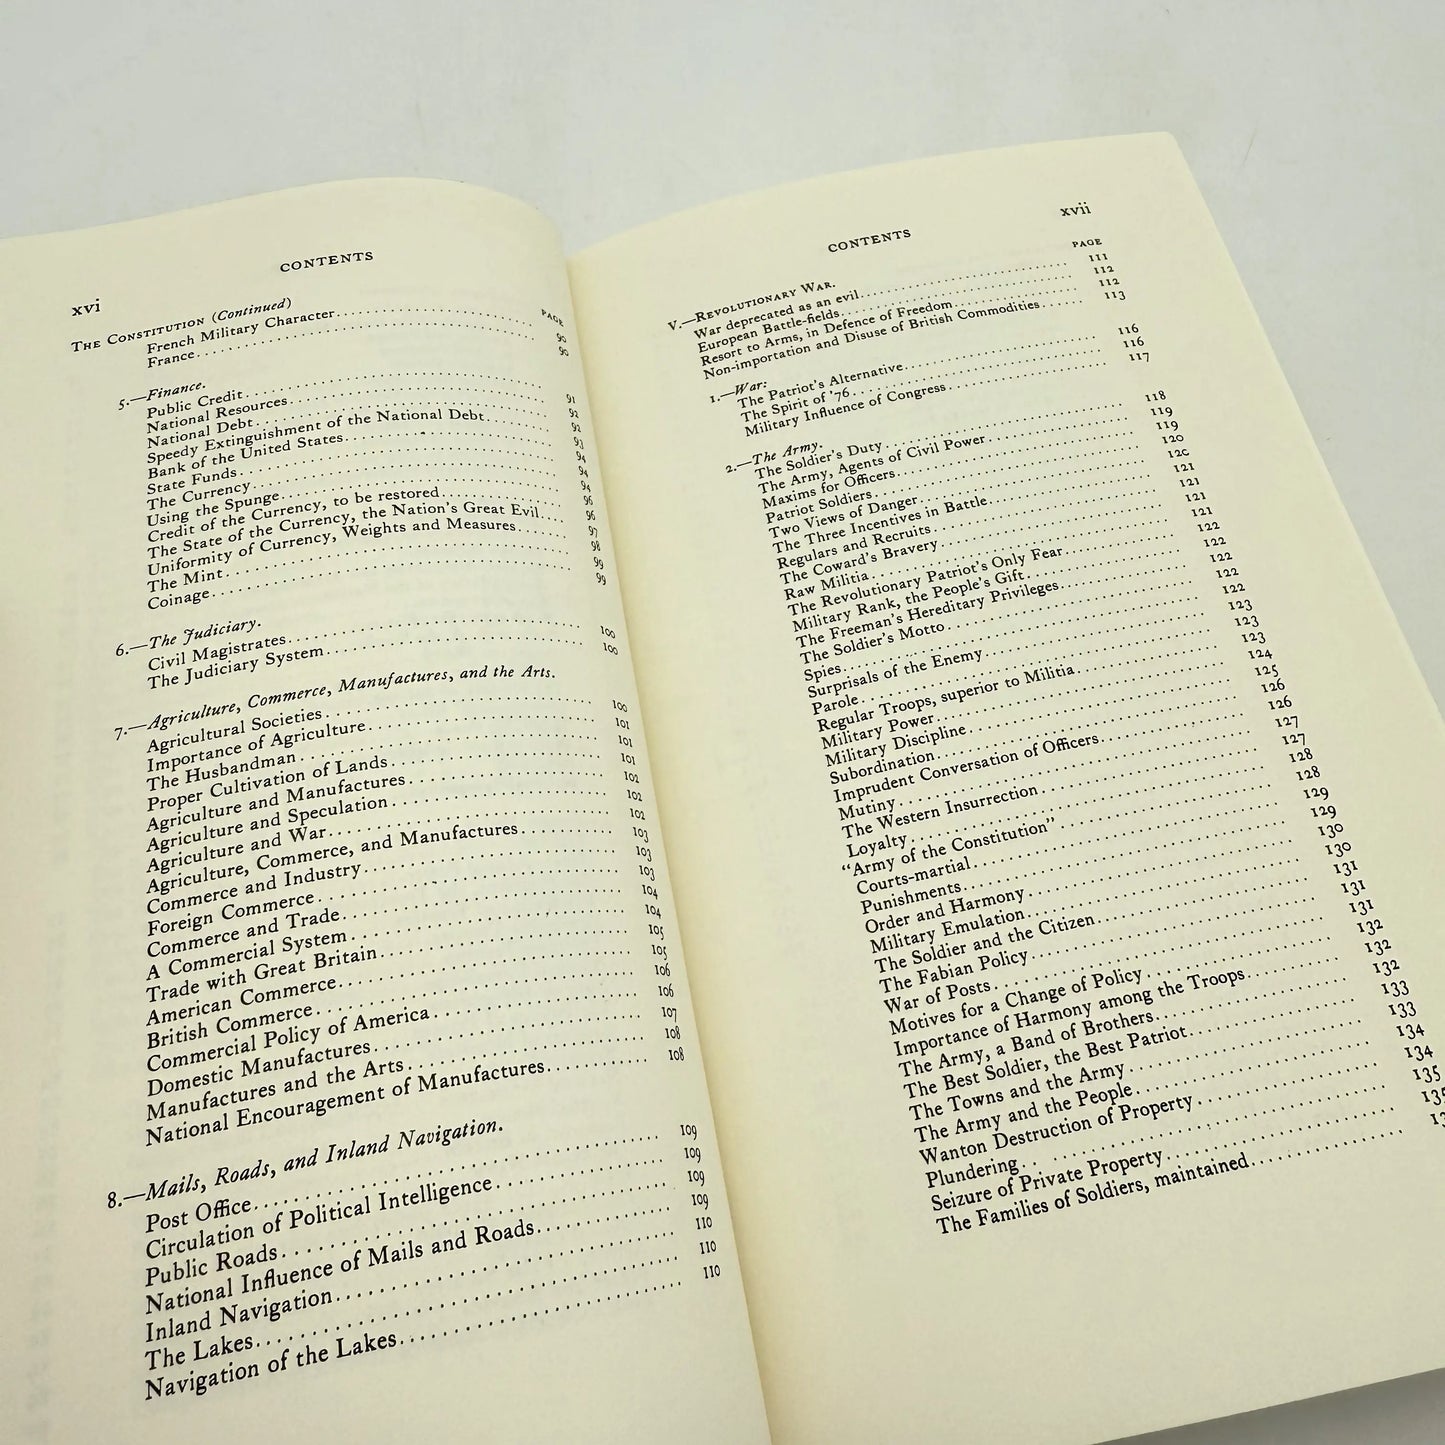 xvi
CONTENTS
PAGE
THE CONSTITUTION (Continued)
French Military Character 90
France 90
5.—Finance.
Public Credit 91
National Resources 92
National Debt 92
Speedy Extinguishment of the National Debt 93
Bank of the United States 94
State Funds 94
The Currency 94
Using the Spunge 96
Credit of the Currency, to be restored 96
The State of the Currency, the Nation's Great Evil 97
Uniformity of Currency, Weights and Measures 98
The Mint 99
Coinage 99
6.—The Judiciary.
Civil Magistrates 100
The Judiciary System 100
7.—Agriculture, Commerce, Manufactures, and the Arts.
Agricultural Societies 100
Importance of Agriculture 101
The Husbandman 101
Proper Cultivation of Lands 101
Agriculture and Manufactures 102
Agriculture and Speculation 102
Agriculture and War 102
Agriculture, Commerce, and Manufactures 103
Commerce and Industry 103
Foreign Commerce 103
Commerce and Trade 104
A Commercial System 104
Trade with Great Britain 105
American Commerce 105
British Commerce 106
Commercial Policy of America 106
Domestic Manufactures 107
Manufactures and the Arts 108
National Encouragement of Manufactures 108
8.—Mails, Roads, and Inland Navigation.
Post Office 109
Circulation of Political Intelligence 109
Public Roads 109
National Influence of Mails and Roads 109
Inland Navigation 110
The Lakes 110
Navigation of the Lakes 110
CONTENTS
xvii
PAGE
V.—REVOLUTIONARY WAR.
War deprecated as an evil 111
European Battle-fields 112
Resort to Arms, in Defence of Freedom 112
Non-importation and Disuse of British Commodities 113
1.—War:
The Patriot's Alternative 116
The Spirit of '76 116
Military Influence of Congress 117
2.—The Army.
The Soldier's Duty 118
The Army, Agents of Civil Power 119
Maxims for Officers 119
Patriot Soldiers 120
Two Views of Danger 120
The Three Incentives in Battle 121
Regulars and Recruits 121
The Coward's Bravery 121
Raw Militia 121
The Revolutionary Patriot's Only Fear 122
Military Rank, the People's Gift 122
The Freeman's Hereditary Privileges 122
The Soldier's Motto 122
Spies 122
Surprisals of the Enemy 123
Parole 123
Regular Troops, superior to Militia 123
Military Power 124
Military Discipline 125
Subordination 126
Imprudent Conversation of Officers 126
Mutiny 127
The Western Insurrection 127
Loyalty 128
"Army of the Constitution" 128
Courts-martial 129
Punishments 129
Order and Harmony 130
Military Emulation 130
The Soldier and the Citizen 131
The Fabian Policy 131
War of Posts 131
Motives for a Change of Policy 132
Importance of Harmony among the Troops 132
The Army, a Band of Brothers 132
The Best Soldier, the Best Patriot 133
The Towns and the Army 133
The Army and the People 134
Wanton Destruction of Property 134
Plundering 135
Seizure of Private Property 135
The Families of Soldiers, maintained